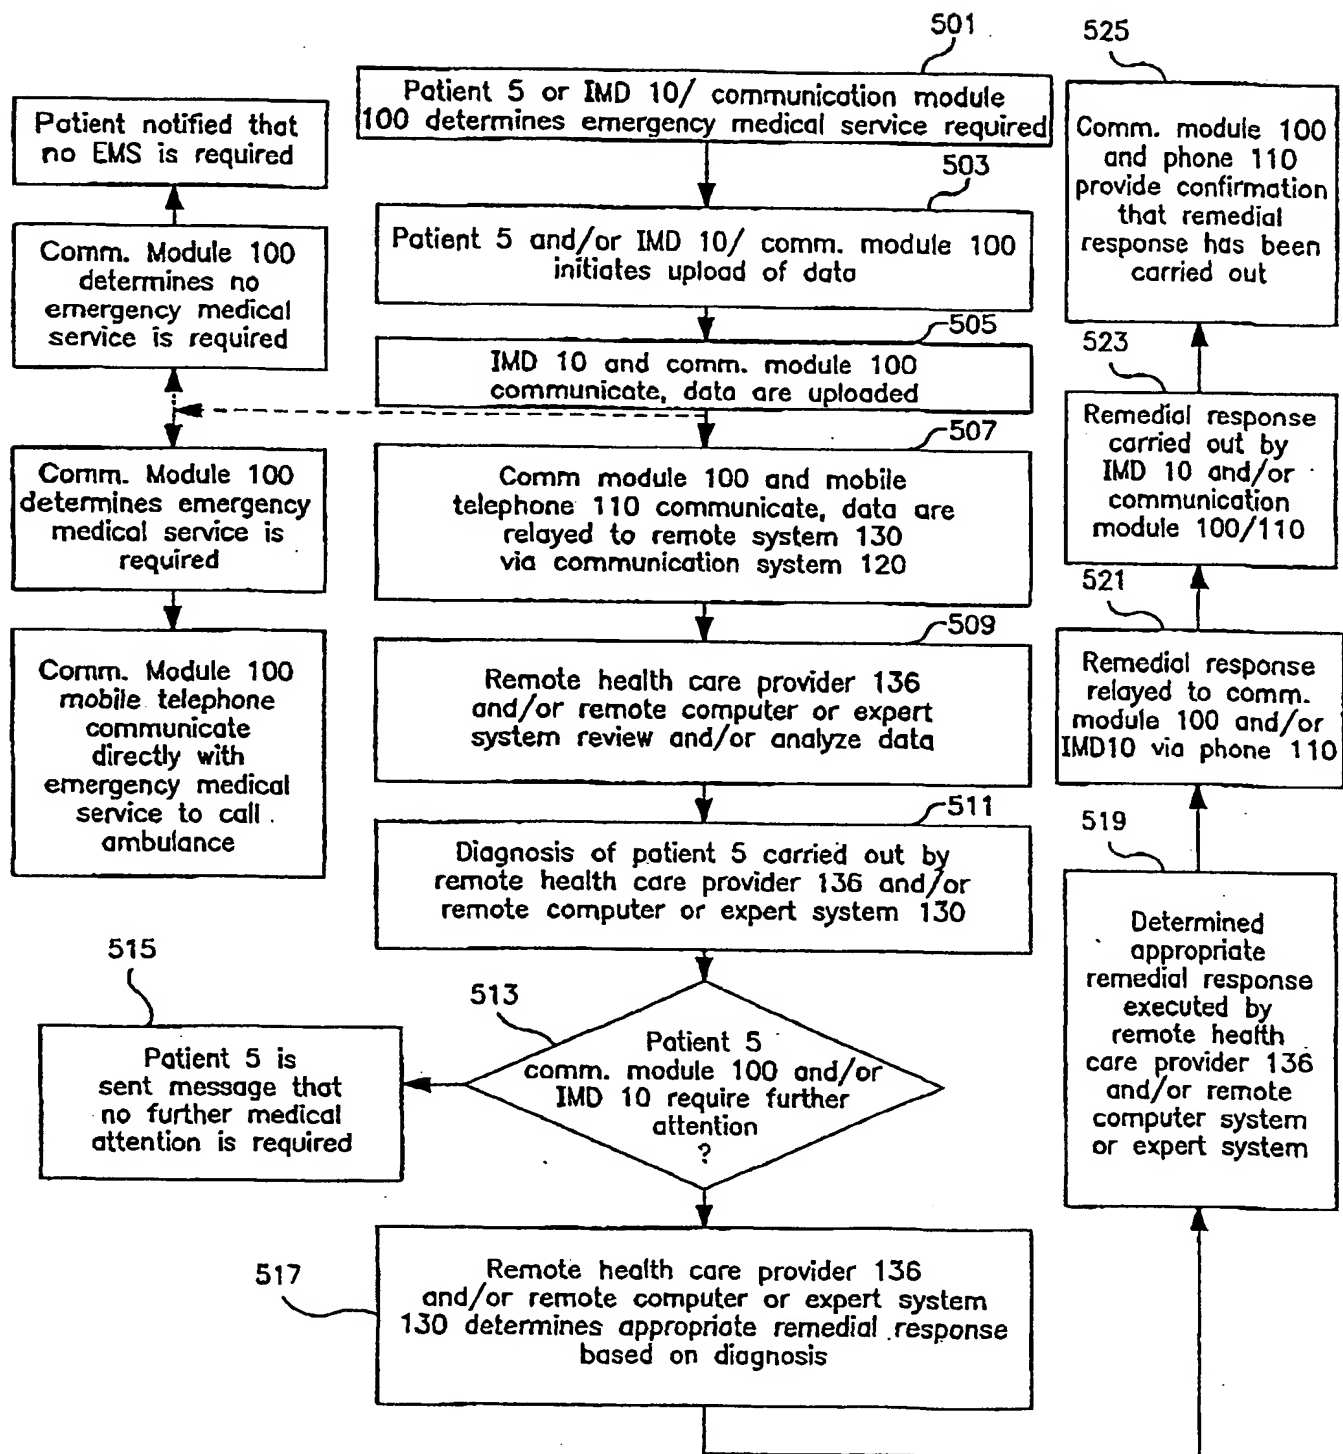 501
Patient 5 or IMD 10/ communication module
100 determines emergency medical service required
503
Patient 5 and/or IMD 10/ comm. module 100
initiates upload of data
505
IMD 10 and comm. module 100
communicate, data are uploaded
Patient notified that
no EMS is required
Comm. Module 100
determines no
emergency medical
service is required
Comm. Module 100
determines emergency
medical service is
required
Comm. Module 100
mobile telephone
communicate
directly with
emergency medical
service to call
ambulance
507
Comm module 100 and mobile
telephone 110 communicate, data are
relayed to remote system 130
via communication system 120
509
Remote health care provider 136
and/or remote computer or expert
system review and/or analyze data
511
Diagnosis of patient 5 carried out by
remote health care provider 136 and/or
remote computer or expert system 130
513
Patient 5
comm. module 100 and/or
IMD 10 require further
attention
?
515
Patient 5 is
sent message that
no further medical
attention is required
517
Remote health care provider 136
and/or remote computer or expert system
130 determines appropriate remedial response
based on diagnosis
519
Determined
appropriate
remedial response
executed by
remote health
care provider 136
and/or remote
computer system
or expert system
521
Remedial response
relayed to comm.
module 100 and/or
IMD10 via phone 110
523
Remedial response
carried out by
IMD 10 and/or
communication
module 100/110
525
Comm. module 100
and phone 110
provide confirmation
that remedial
response has been
carried out